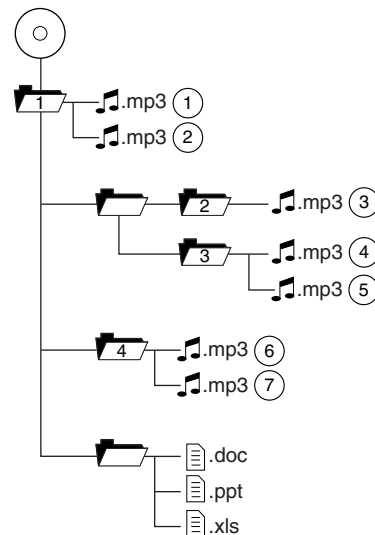 1 .mp3 1
.mp3 2
2 .mp3 3
3 .mp3 4
.mp3 5
4 .mp3 6
.mp3 7
.doc
.ppt
.xls